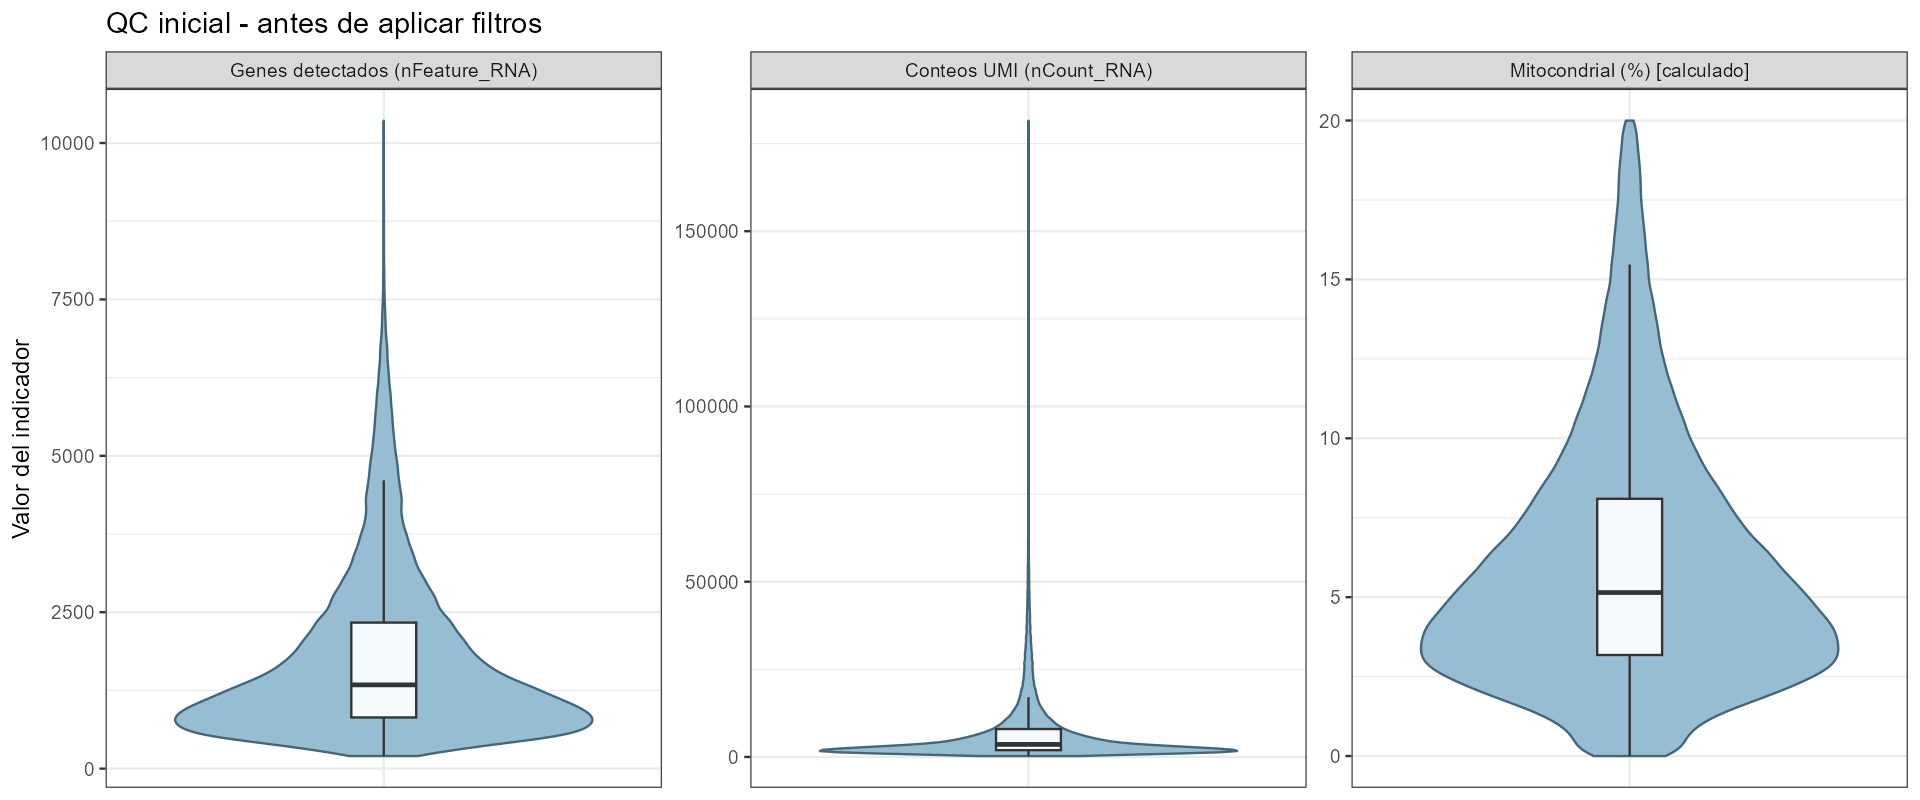 QC inicial - antes de aplicar filtros
Genes detectados (nFeature_RNA)
Conteos UMI (nCount_RNA)
Mitocondrial (%) [calculado]
Valor del indicador
10000
7500
5000
2500
0
150000
100000
50000
0
20
15
10
5
0